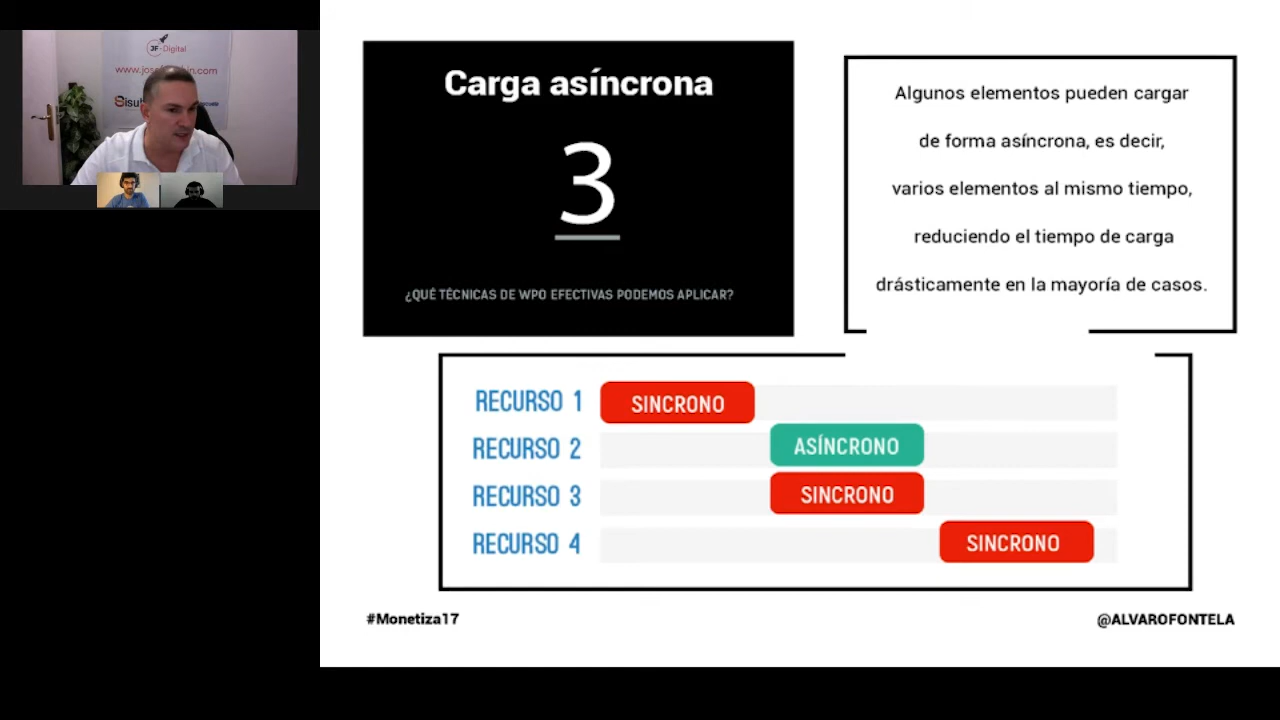 JF-Digital
Carga asíncrona
3
¿QUÉ TÉCNICAS DE WPO EFECTIVAS PODEMOS APLICAR?
Algunos elementos pueden cargar
de forma asíncrona, es decir,
varios elementos al mismo tiempo,
reduciendo el tiempo de carga
drásticamente en la mayoría de casos.
RECURSO 1 SINCRONO
RECURSO 2 ASÍNCRONO
RECURSO 3 SINCRONO
RECURSO 4 SINCRONO
#Monetiza17
@ALVAROFONTELA